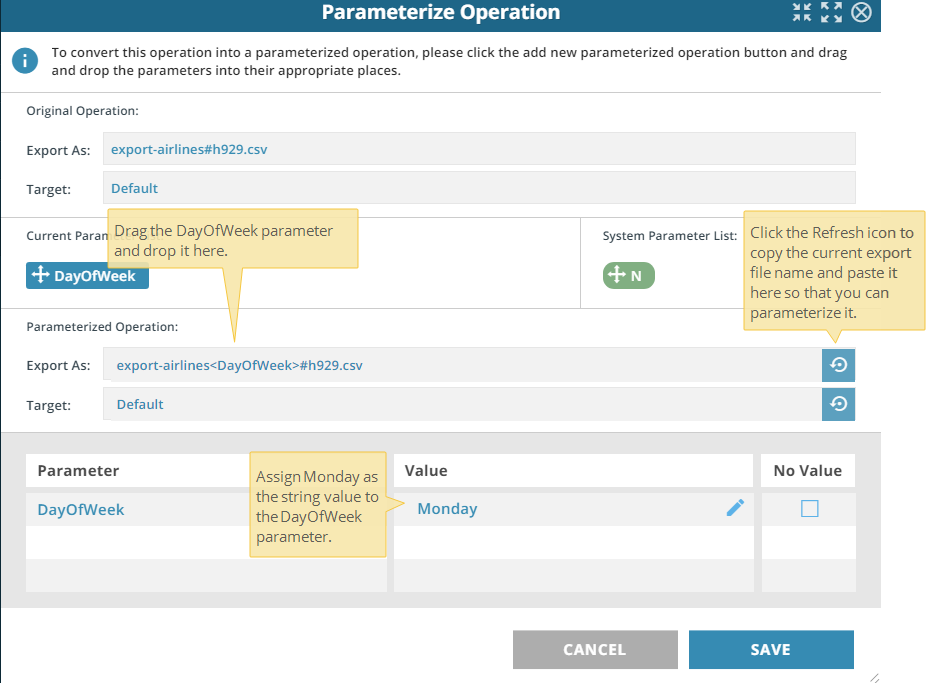 Parameterize Operation
To convert this operation into a parameterized operation, please click the add new parameterized operation button and drag
and drop the parameters into their appropriate places.
Original Operation:
Export As: export-airlines#h929.csv
Target: Default
Drag the DayOfWeek parameter
and drop it here.
Current Param
DayOfWeek
System Parameter List:
N
Click the Refresh icon to
copy the current export
file name and paste it
here so that you can
parameterize it.
Parameterized Operation:
Export As: export-airlines<DayOfWeek>#h929.csv
Target: Default
Parameter Value No Value
DayOfWeek Monday
Assign Monday as
the string value to
the DayOfWeek
parameter.
CANCEL SAVE